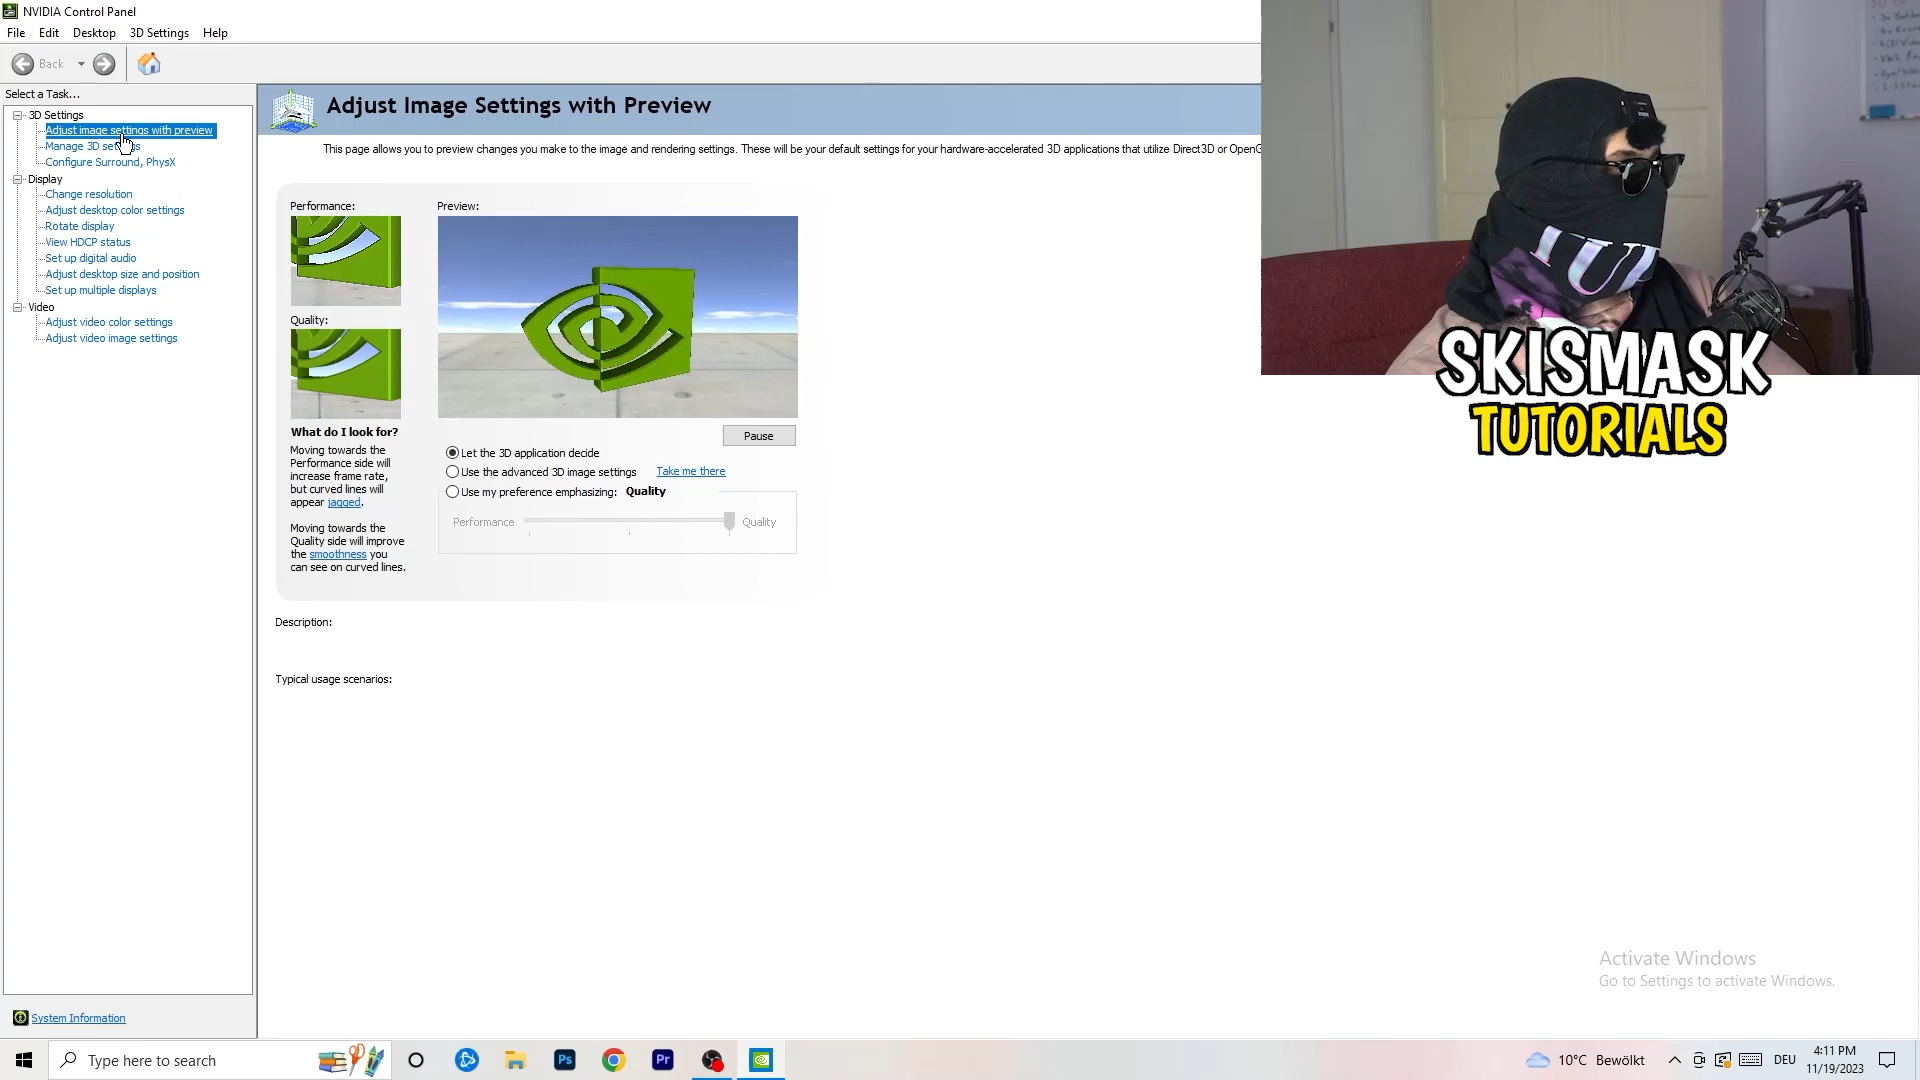 NVIDIA Control Panel
File Edit Desktop 3D Settings Help
Back
Select a Task...
3D Settings
Adjust image settings with preview
Manage 3D settings
Configure Surround, PhysX
Display
Change resolution
Adjust desktop color settings
Rotate display
View HDCP status
Set up digital audio
Adjust desktop size and position
Set up multiple displays
Video
Adjust video color settings
Adjust video image settings
System Information
Adjust Image Settings with Preview
This page allows you to preview changes you make to the image and rendering settings. These will be your default settings for your hardware-accelerated 3D applications that utilize Direct3D or OpenG
Performance:
Quality:
What do I look for?
Moving towards the
Performance side will
increase frame rate,
but curved lines will
appear jagged.
Moving towards the
Quality side will improve
the smoothness you
can see on curved lines.
Preview:
Pause
Let the 3D application decide
Use the advanced 3D image settings Take me there
Use my preference emphasizing: Quality
Performance Quality
Description:
Typical usage scenarios:
SKISMASK
TUTORIALS
Activate Windows
Go to Settings to activate Windows.
Type here to search
Ps
Pr
10°C Bewölkt
DEU
4:11 PM
11/19/2023